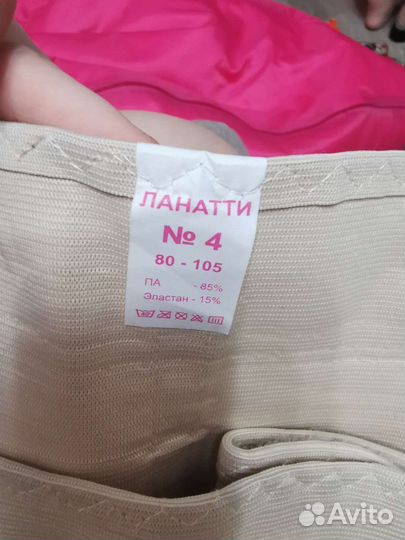 ЛАНАТТИ
№ 4
80 - 105
ПА - 85%
Эластан - 15%
Avito